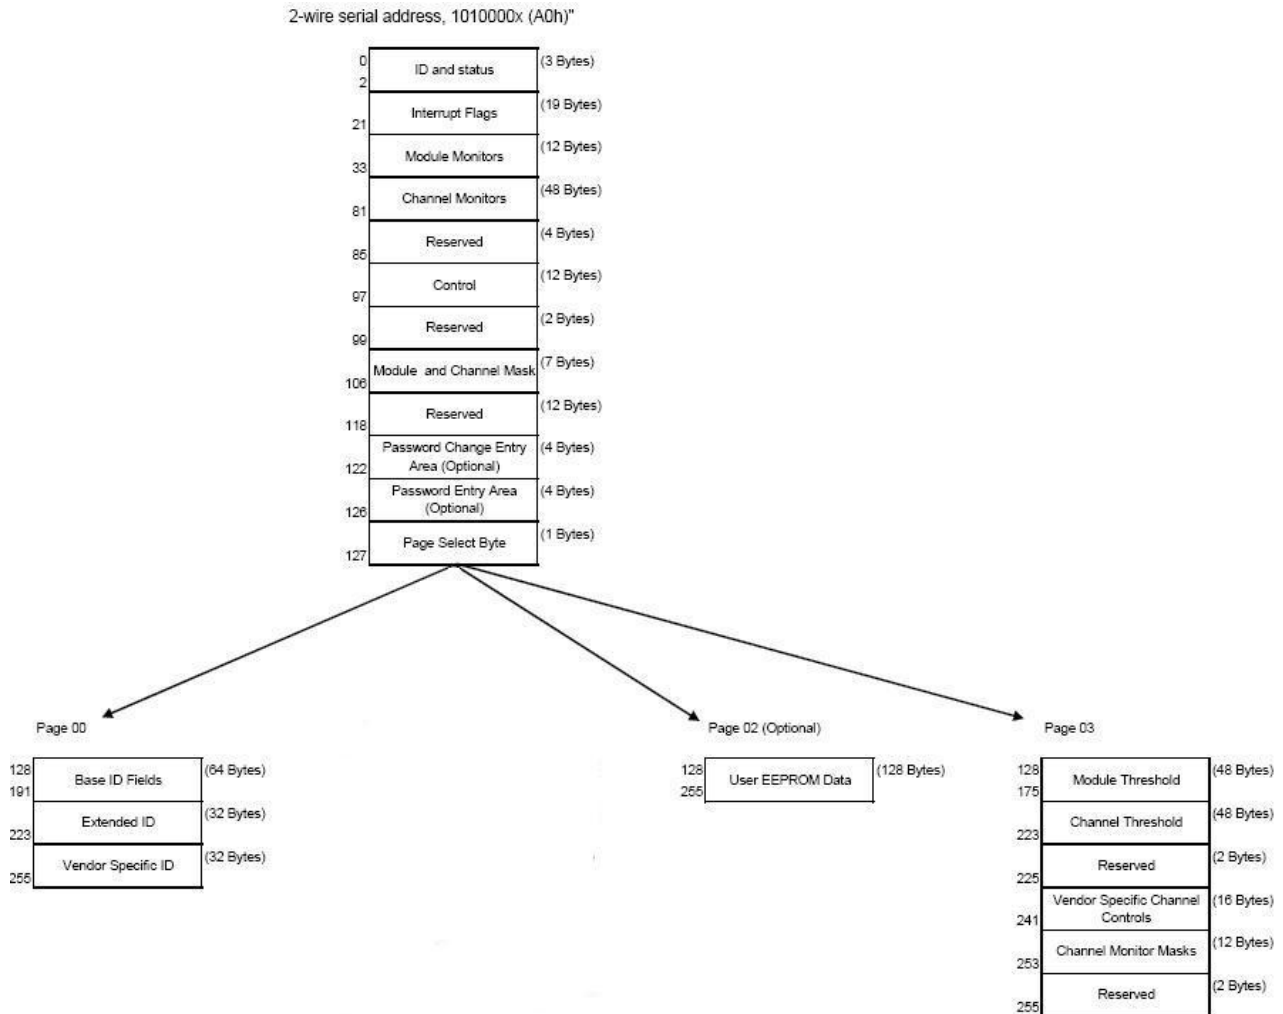 2-wire serial address, 1010000x (A0h)"
0
2
ID and status
(3 Bytes)
21
Interrupt Flags
(19 Bytes)
33
Module Monitors
(12 Bytes)
81
Channel Monitors
(48 Bytes)
85
Reserved
(4 Bytes)
97
Control
(12 Bytes)
99
Reserved
(2 Bytes)
106
Module and Channel Mask
(7 Bytes)
118
Reserved
(12 Bytes)
122
Password Change Entry
Area (Optional)
(4 Bytes)
126
Password Entry Area
(Optional)
(4 Bytes)
127
Page Select Byte
(1 Bytes)
Page 00
128
191
Base ID Fields
(64 Bytes)
223
Extended ID
(32 Bytes)
255
Vendor Specific ID
(32 Bytes)
Page 02 (Optional)
128
255
User EEPROM Data
(128 Bytes)
Page 03
128
175
Module Threshold
(48 Bytes)
223
Channel Threshold
(48 Bytes)
225
Reserved
(2 Bytes)
241
Vendor Specific Channel
Controls
(16 Bytes)
253
Channel Monitor Masks
(12 Bytes)
255
Reserved
(2 Bytes)